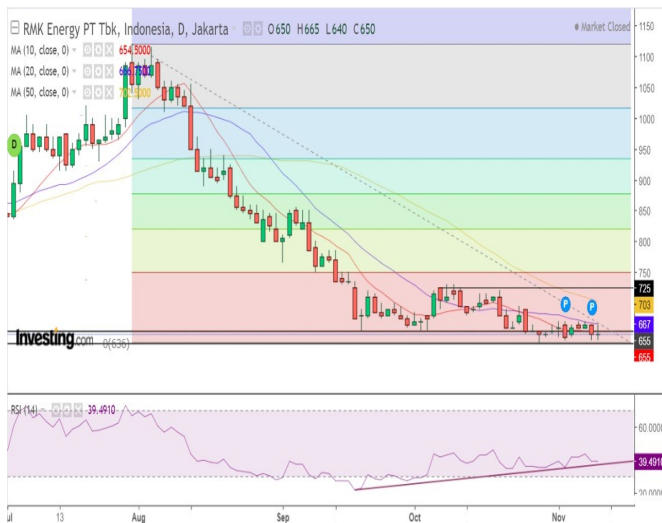 RMK Energy PT Tbk, Indonesia, D, Jakarta O650 H665 L640 C650
Market Closed
MA (10, close, 0) 654.5000
MA (20, close, 0)
MA (50, close, 0)
1150
1100
1050
1000
950
900
850
800
750
725
703
667
655
655
D
P
P
Investing.com
0(636)
RSI (14) 39.4910
60.0000
39.4910
20.0000
13
Aug
Sep
Oct
Nov